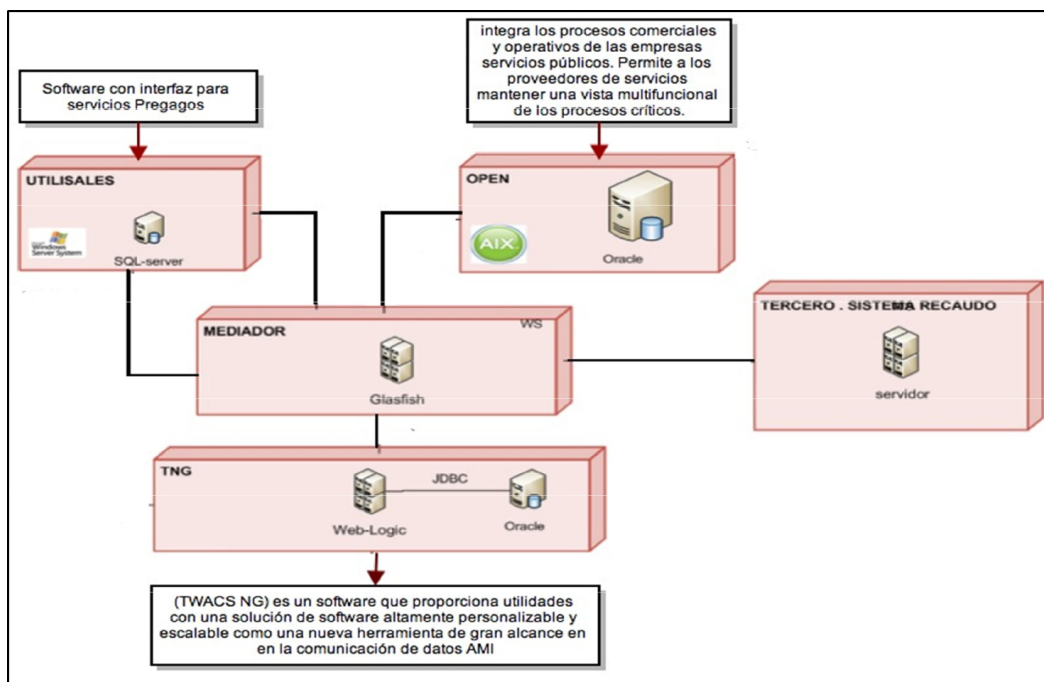 integra los procesos comerciales
y operativos de las empresas
servicios públicos. Permite a los
proveedores de servicios
mantener una vista multifuncional
de los procesos críticos.
Software con interfaz para
servicios Pregagos
UTILISALES
Windows
Server System
SQL-server
OPEN
AIX
Oracle
MEDIADOR
WS
Glasfish
TERCERO . SISTEMA RECAUDO
servidor
TNG
JDBC
Web-Logic
Oracle
(TWACS NG) es un software que proporciona utilidades
con una solución de software altamente personalizable y
escalable como una nueva herramienta de gran alcance en
en la comunicación de datos AMI